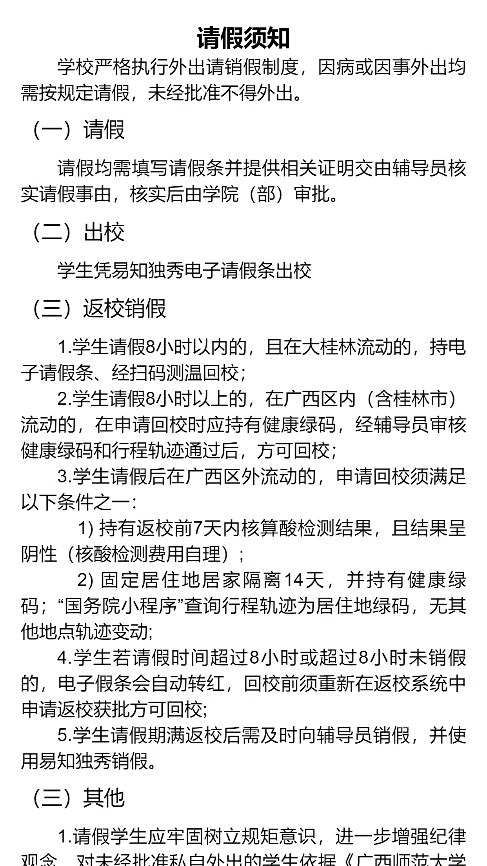 请假须知
学校严格执行外出请销假制度，因病或因事外出均
需按规定请假，未经批准不得外出。
（一）请假
请假均需填写请假条并提供相关证明交由辅导员核
实请假事由，核实后由学院（部）审批。
（二）出校
学生凭易知独秀电子请假条出校
（三）返校销假
1.学生请假8小时以内的，且在大桂林流动的，持电
子请假条、经扫码测温回校；
2.学生请假8小时以上的，在广西区内（含桂林市）
流动的，在申请回校时应持有健康绿码，经辅导员审核
健康绿码和行程轨迹通过后，方可回校；
3.学生请假后在广西区外流动的，申请回校须满足
以下条件之一：
1) 持有返校前7天内核算酸检测结果，且结果呈
阴性（核酸检测费用自理）;
2) 固定居住地居家隔离14天，并持有健康绿
码；“国务院小程序”查询行程轨迹为居住地绿码，无其
他地点轨迹变动;
4.学生若请假时间超过8小时或超过8小时未销假
的，电子假条会自动转红，回校前须重新在返校系统中
申请返校获批方可回校;
5.学生请假期满返校后需及时向辅导员销假，并使
用易知独秀销假。
（三）其他
1.请假学生应牢固树立规矩意识，进一步增强纪律
观念，对未经批准私自外出的学生依据《广西师范大学